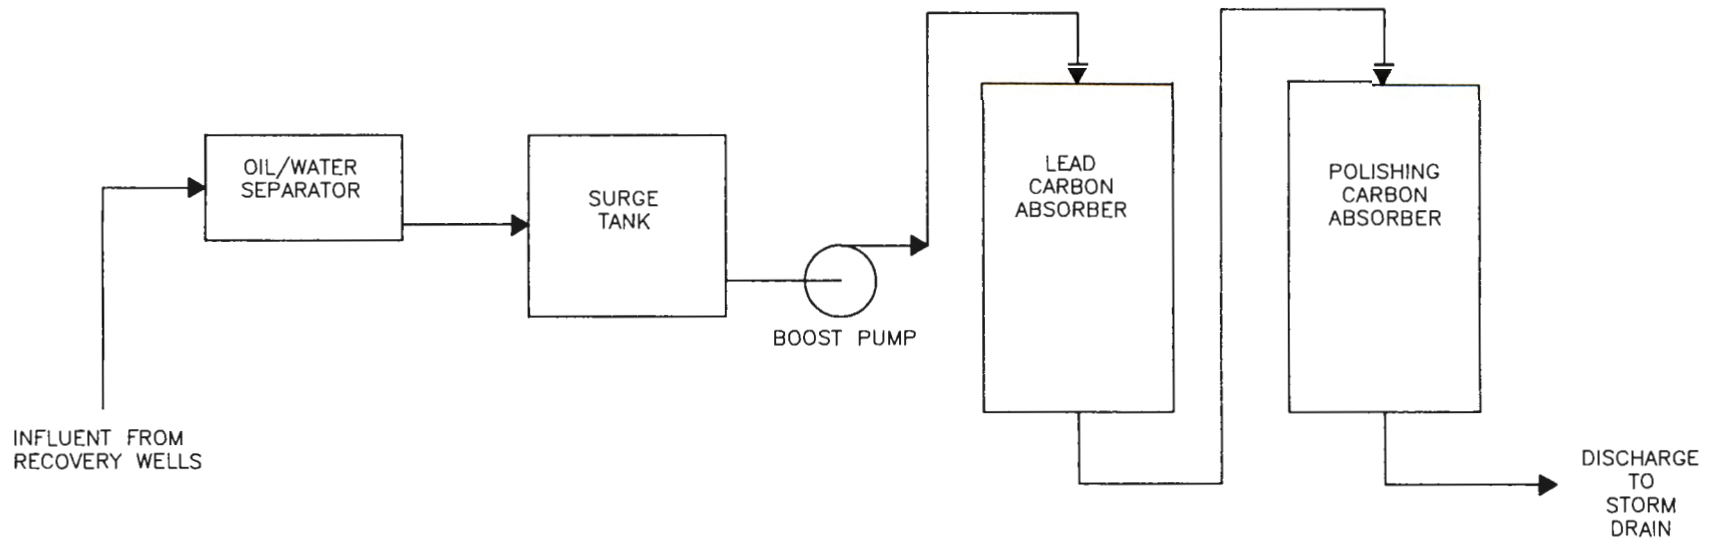 OIL/WATER
SEPARATOR
SURGE
TANK
BOOST PUMP
LEAD
CARBON
ABSORBER
POLISHING
CARBON
ABSORBER
INFLUENT FROM
RECOVERY WELLS
DISCHARGE
TO
STORM
DRAIN